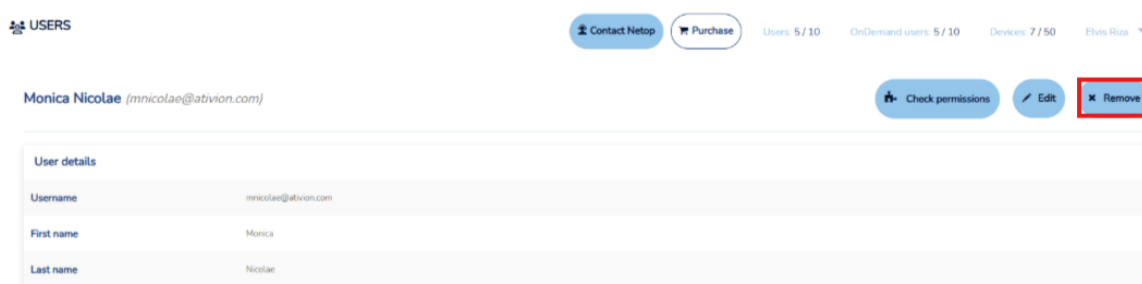 USERS
Contact Netop
Purchase
Users: 5 / 10
OnDemand users: 5 / 10
Devices: 7 / 50
Elvis Riza
Monica Nicolae (mnicolae@ativion.com)
Check permissions
Edit
Remove
User details
Username
mnicolae@ativion.com
First name
Monica
Last name
Nicolae